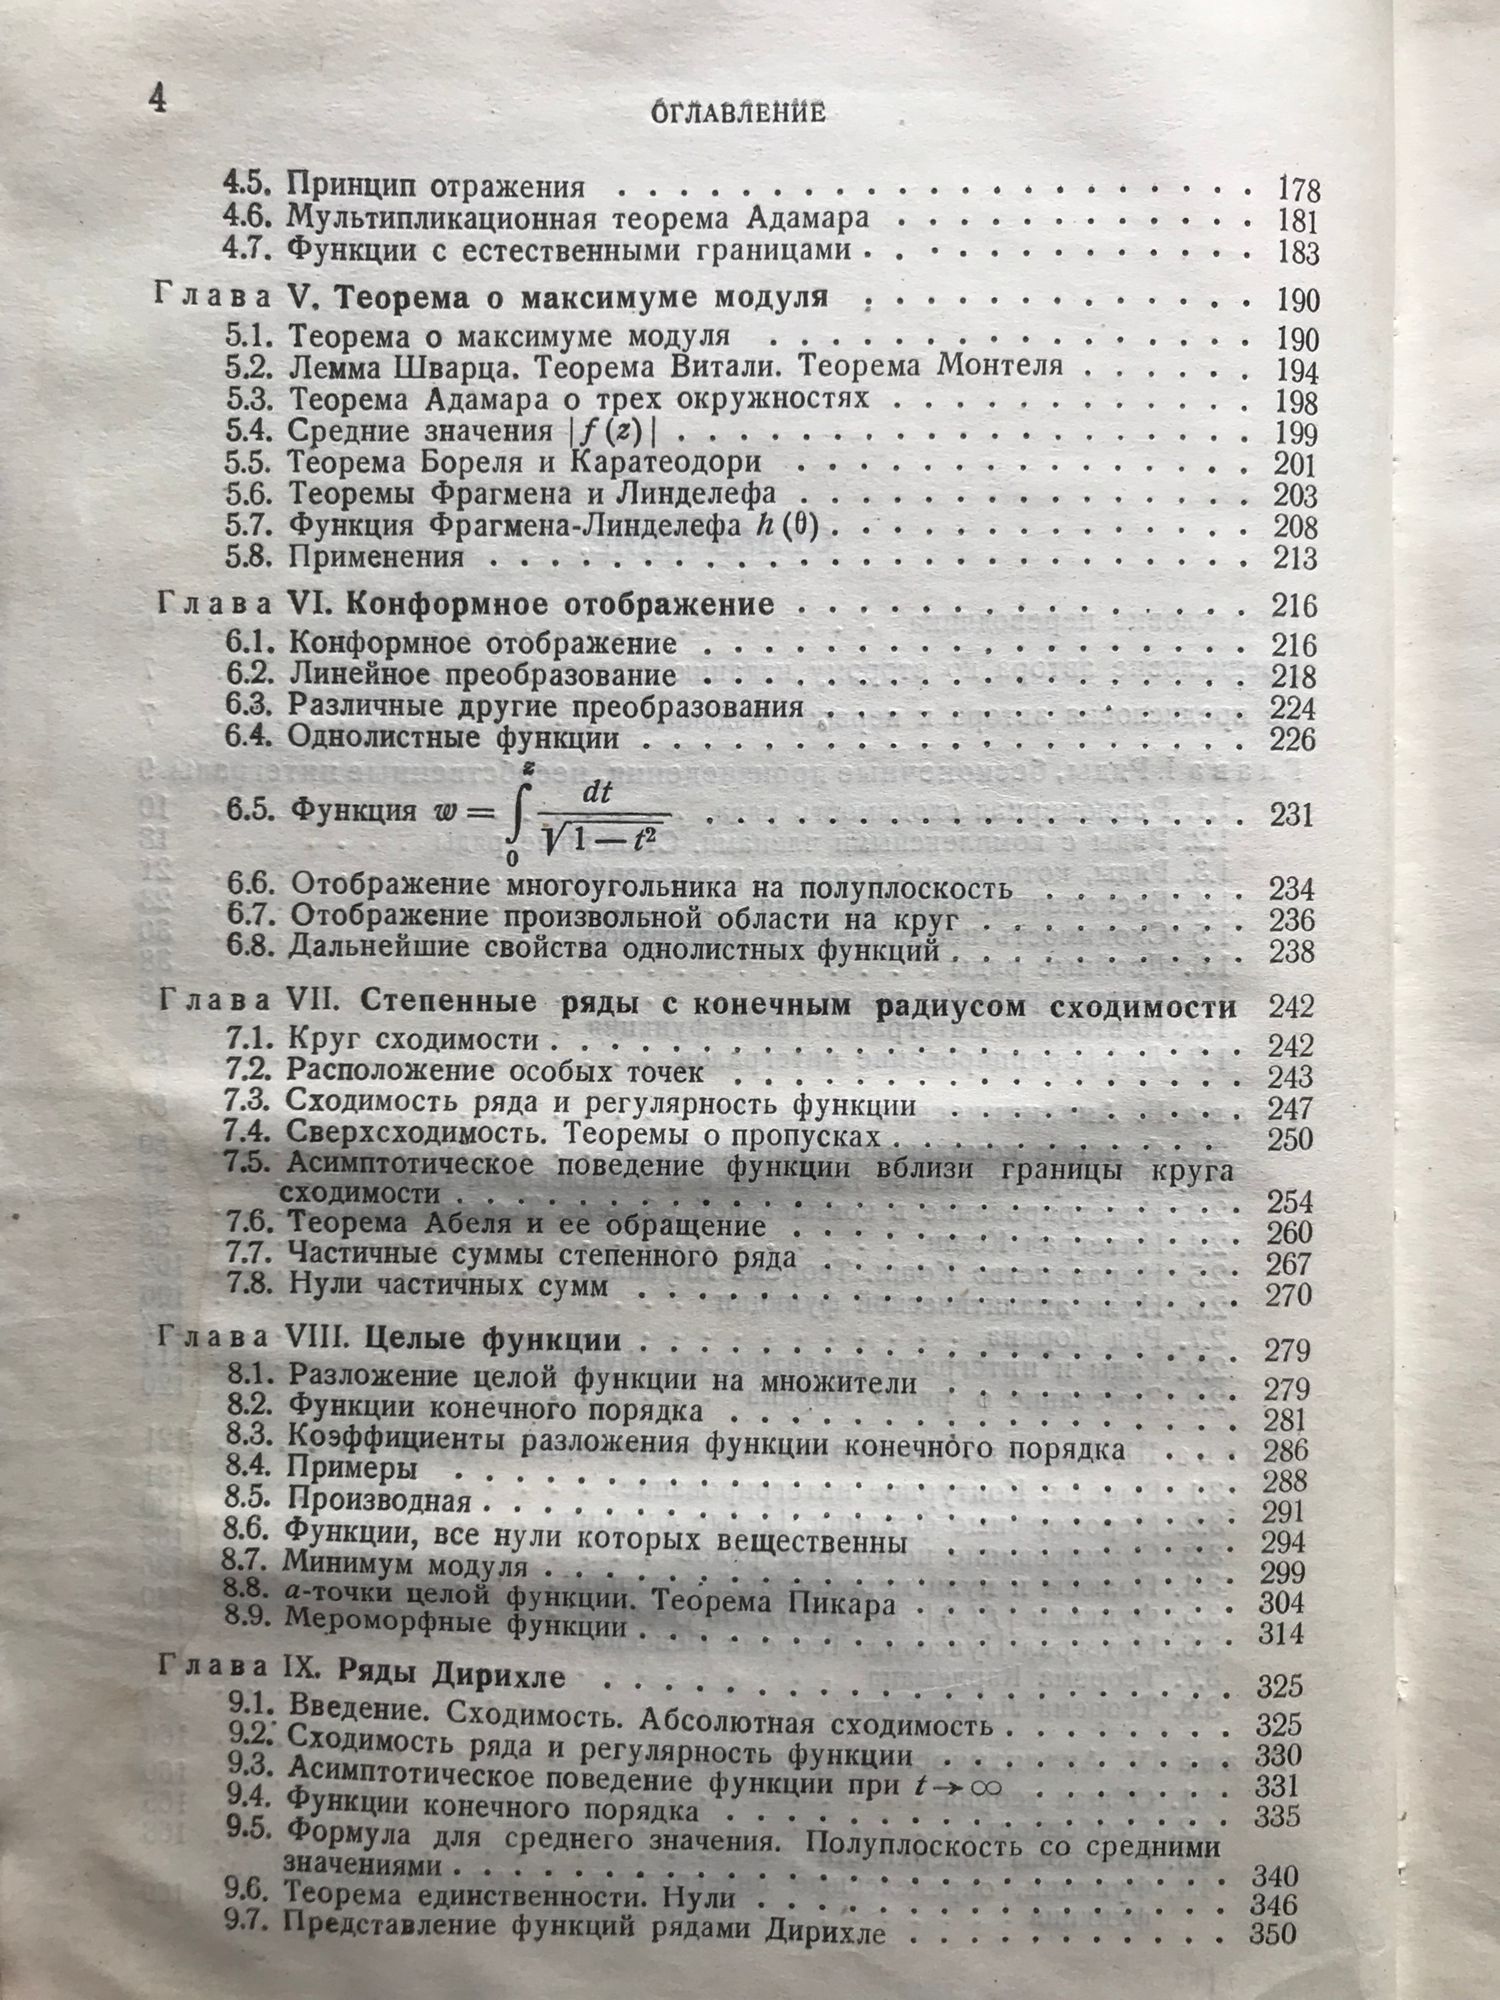 4
ОГЛАВЛЕНИЕ
4.5. Принцип отражения . . . . . . . . . . . . . . . . . . . 178
4.6. Мультипликационная теорема Адамара . . . . . . . . . . . . 181
4.7. Функции с естественными границами . . . . . . . . . . . . . 183
Глава V. Теорема о максимуме модуля . . . . . . . . . . . . . 190
5.1. Теорема о максимуме модуля . . . . . . . . . . . . . . . 190
5.2. Лемма Шварца. Теорема Витали. Теорема Монтеля . . . . . . 194
5.3. Теорема Адамара о трех окружностях . . . . . . . . . . . . 198
5.4. Средние значения |f(z)| . . . . . . . . . . . . . . . . . . 199
5.5. Теорема Бореля и Каратеодори . . . . . . . . . . . . . . . 201
5.6. Теоремы Фрагмена и Линделефа . . . . . . . . . . . . . . . 203
5.7. Функция Фрагмена-Линделефа h(θ) . . . . . . . . . . . . . . 208
5.8. Применения . . . . . . . . . . . . . . . . . . . . . . . . 213
Глава VI. Конформное отображение . . . . . . . . . . . . . . . 216
6.1. Конформное отображение . . . . . . . . . . . . . . . . . . 216
6.2. Линейное преобразование . . . . . . . . . . . . . . . . . . 218
6.3. Различные другие преобразования . . . . . . . . . . . . . . 224
6.4. Однолистные функции . . . . . . . . . . . . . . . . . . . . 226
6.5. Функция w = ∫₀ᶻ dt/√(1 — t²) . . . . . . . . . . . . . . . . . . 231
6.6. Отображение многоугольника на полуплоскость . . . . . . . 234
6.7. Отображение произвольной области на круг . . . . . . . . . 236
6.8. Дальнейшие свойства однолистных функций . . . . . . . . . . 238
Глава VII. Степенные ряды с конечным радиусом сходимости 242
7.1. Круг сходимости . . . . . . . . . . . . . . . . . . . . . . 242
7.2. Расположение особых точек . . . . . . . . . . . . . . . . . 243
7.3. Сходимость ряда и регулярность функции . . . . . . . . . . 247
7.4. Сверхсходимость. Теоремы о пропусках . . . . . . . . . . . 250
7.5. Асимптотическое поведение функции вблизи границы круга
сходимости . . . . . . . . . . . . . . . . . . . . . . . . . 254
7.6. Теорема Абеля и ее обращение . . . . . . . . . . . . . . . 260
7.7. Частичные суммы степенного ряда . . . . . . . . . . . . . . 267
7.8. Нули частичных сумм . . . . . . . . . . . . . . . . . . . . 270
Глава VIII. Целые функции . . . . . . . . . . . . . . . . . . . 279
8.1. Разложение целой функции на множители . . . . . . . . . . 279
8.2. Функции конечного порядка . . . . . . . . . . . . . . . . . 281
8.3. Коэффициенты разложения функции конечного порядка . . . 286
8.4. Примеры . . . . . . . . . . . . . . . . . . . . . . . . . 288
8.5. Производная . . . . . . . . . . . . . . . . . . . . . . . . 291
8.6. Функции, все нули которых вещественны . . . . . . . . . . 294
8.7. Минимум модуля . . . . . . . . . . . . . . . . . . . . . . 299
8.8. a-точки целой функции. Теорема Пикара . . . . . . . . . . . 304
8.9. Мероморфные функции . . . . . . . . . . . . . . . . . . . . 314
Глава IX. Ряды Дирихле . . . . . . . . . . . . . . . . . . . . 325
9.1. Введение. Сходимость. Абсолютная сходимость . . . . . . . . 325
9.2. Сходимость ряда и регулярность функции . . . . . . . . . . 330
9.3. Асимптотическое поведение функции при t → ∞ . . . . . . . 331
9.4. Функции конечного порядка . . . . . . . . . . . . . . . . . 335
9.5. Формула для среднего значения. Полуплоскость со средними
значениями . . . . . . . . . . . . . . . . . . . . . . . . . 340
9.6. Теорема единственности. Нули . . . . . . . . . . . . . . . . 346
9.7. Представление функций рядами Дирихле . . . . . . . . . . . 350